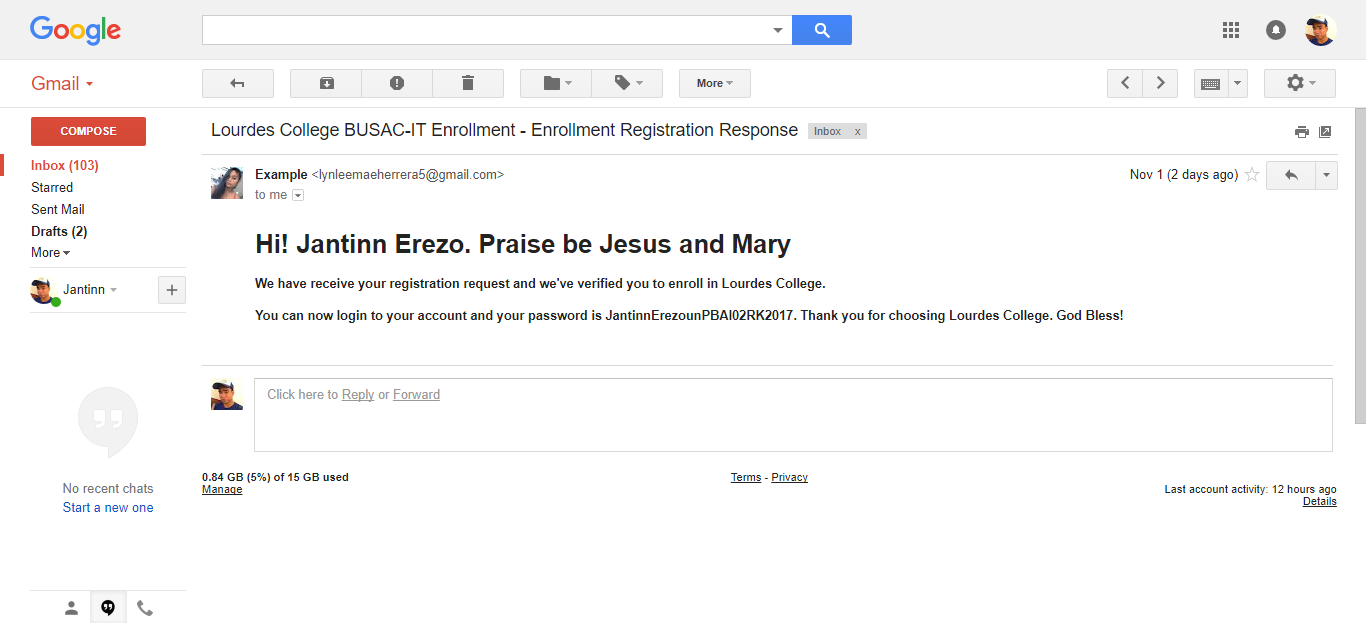 Google
Gmail
More
COMPOSE
Lourdes College BUSAC-IT Enrollment - Enrollment Registration Response Inbox x
Inbox (103)
Starred
Sent Mail
Drafts (2)
More
Jantinn
Example <lynleemaeherrera5@gmail.com> Nov 1 (2 days ago)
to me
Hi! Jantinn Erezo. Praise be Jesus and Mary
We have receive your registration request and we've verified you to enroll in Lourdes College.
You can now login to your account and your password is JantinnErezounPBAI02RK2017. Thank you for choosing Lourdes College. God Bless!
Click here to Reply or Forward
0.84 GB (5%) of 15 GB used
Manage
Terms - Privacy
Last account activity: 12 hours ago
Details
No recent chats
Start a new one